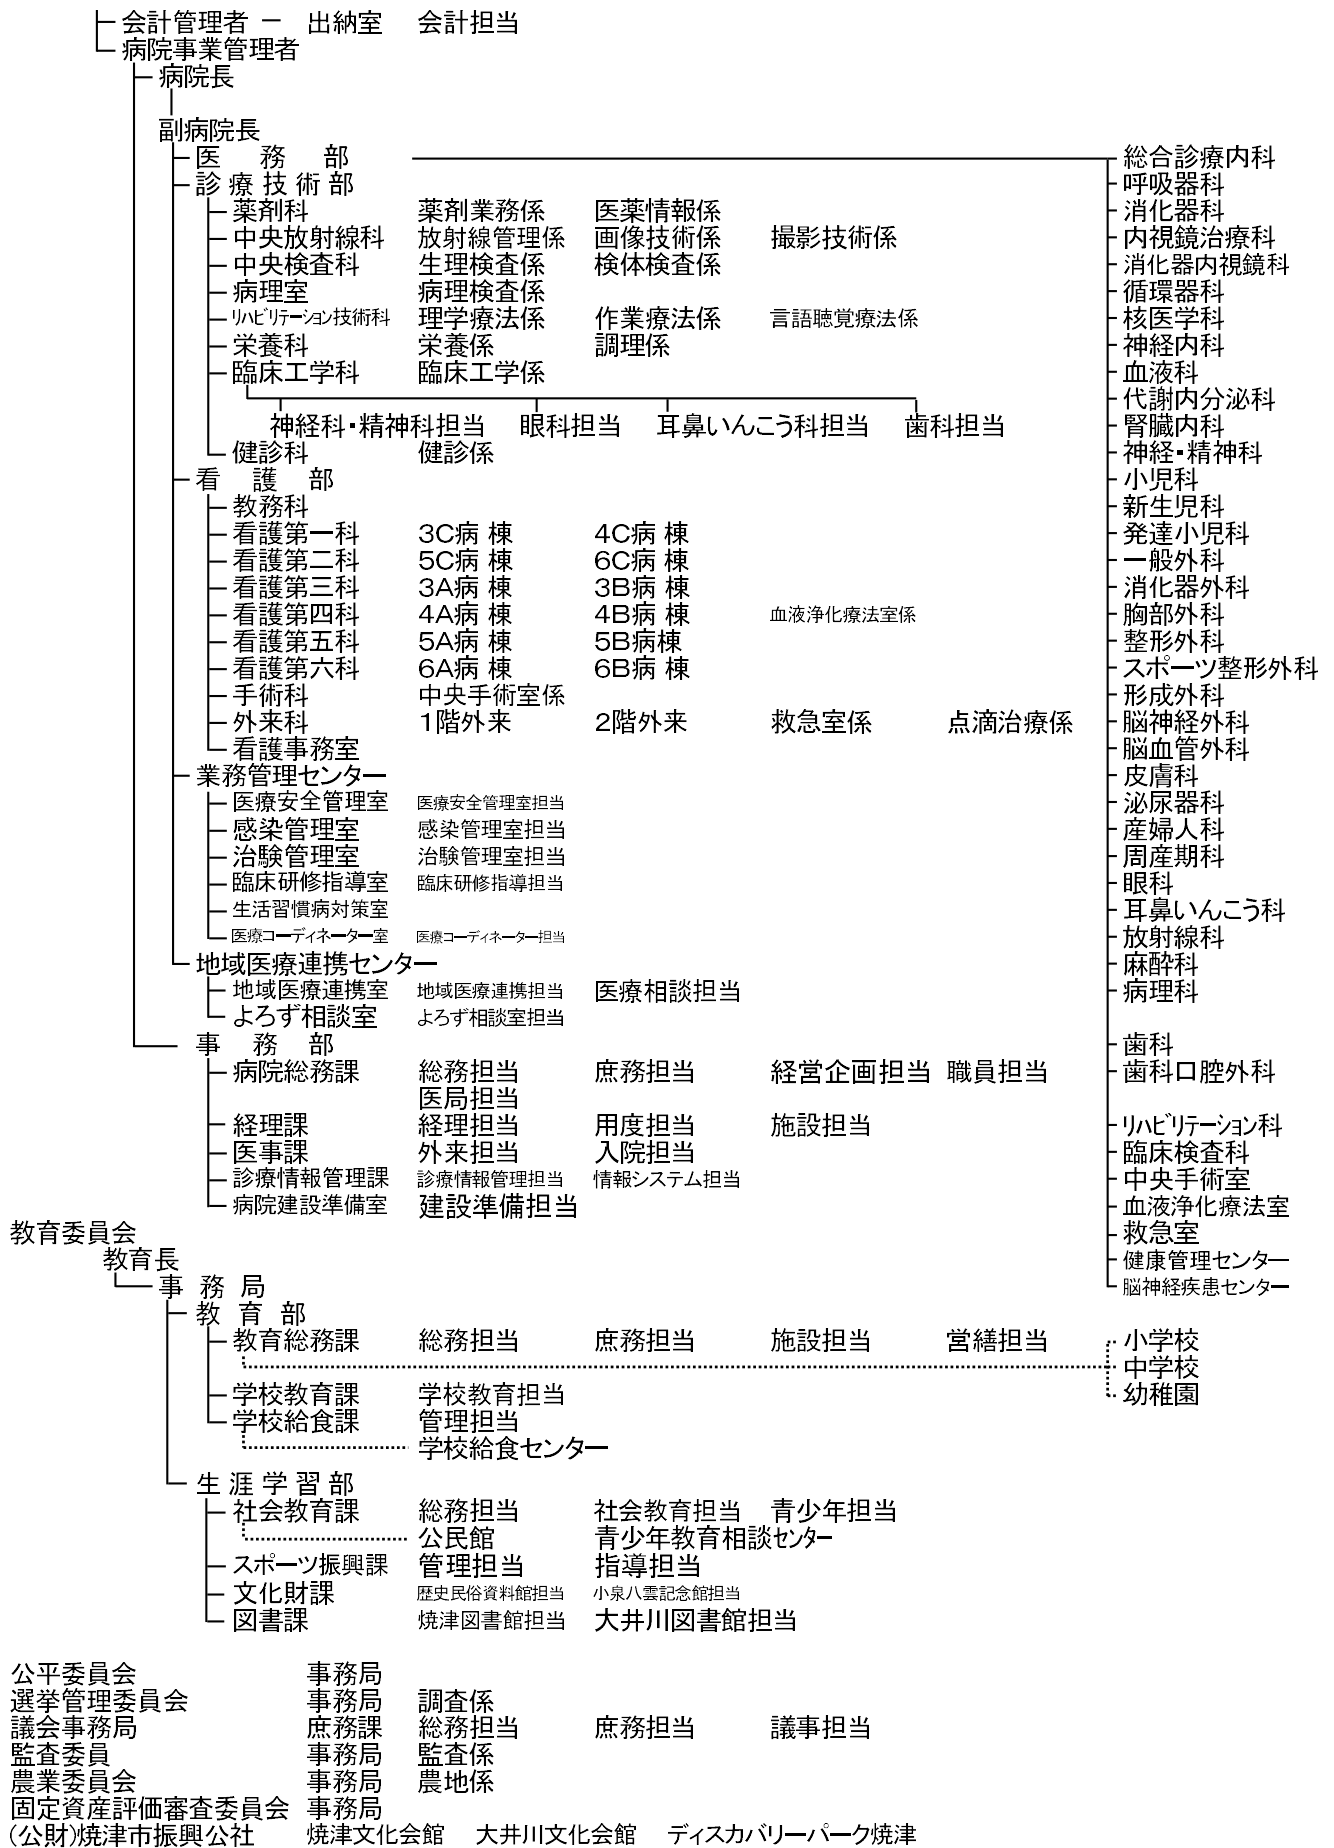 会計管理者 － 出納室 会計担当
病院事業管理者
病院長
副病院長
医務部 総合診療内科
診療技術部 呼吸器科
薬剤科 薬剤業務係 医薬情報係 消化器科
中央放射線科 放射線管理係 画像技術係 撮影技術係 内視鏡治療科
中央検査科 生理検査係 検体検査係 消化器内視鏡科
病理室 病理検査係 循環器科
ﾘﾊﾋﾞﾘﾃｰｼｮﾝ技術科 理学療法係 作業療法係 言語聴覚療法係 核医学科
栄養科 栄養係 調理係 神経内科
臨床工学科 臨床工学係 血液科
代謝内分泌科
神経科・精神科担当 眼科担当 耳鼻いんこう科担当 歯科担当 腎臓内科
健診科 健診係 神経・精神科
看護部 小児科
教務科 新生児科
看護第一科 3C病 棟 4C病 棟 発達小児科
看護第二科 5C病 棟 6C病 棟 一般外科
看護第三科 3A病 棟 3B病 棟 消化器外科
看護第四科 4A病 棟 4B病 棟 血液浄化療法室係 胸部外科
看護第五科 5A病 棟 5B病棟 整形外科
看護第六科 6A病 棟 6B病 棟 スポーツ整形外科
手術科 中央手術室係 形成外科
外来科 1階外来 2階外来 救急室係 点滴治療係 脳神経外科
看護事務室 脳血管外科
業務管理センター 皮膚科
医療安全管理室 医療安全管理室担当 泌尿器科
感染管理室 感染管理室担当 産婦人科
治験管理室 治験管理室担当 周産期科
臨床研修指導室 臨床研修指導担当 眼科
生活習慣病対策室 耳鼻いんこう科
医療コーディネーター室 医療コーディネーター担当 放射線科
地域医療連携センター 麻酔科
地域医療連携室 地域医療連携担当 医療相談担当 病理科
よろず相談室 よろず相談室担当
事務部 歯科
病院総務課 総務担当 庶務担当 経営企画担当 職員担当 歯科口腔外科
医局担当
経理課 経理担当 用度担当 施設担当 ﾘﾊﾋﾞﾘﾃｰｼｮﾝ科
医事課 外来担当 入院担当 臨床検査科
診療情報管理課 診療情報管理担当 情報システム担当 中央手術室
病院建設準備室 建設準備担当 血液浄化療法室
教育委員会 救急室
教育長 健康管理センター
事務局 脳神経疾患センター
教育部
教育総務課 総務担当 庶務担当 施設担当 営繕担当 小学校
中学校
学校教育課 学校教育担当 幼稚園
学校給食課 管理担当
学校給食センター
生涯学習部
社会教育課 総務担当 社会教育担当 青少年担当
公民館 青少年教育相談ｾﾝﾀｰ
スポーツ振興課 管理担当 指導担当
文化財課 歴史民俗資料館担当 小泉八雲記念館担当
図書課 焼津図書館担当 大井川図書館担当
公平委員会 事務局
選挙管理委員会 事務局 調査係
議会事務局 庶務課 総務担当 庶務担当 議事担当
監査委員 事務局 監査係
農業委員会 事務局 農地係
固定資産評価審査委員会 事務局
(公財)焼津市振興公社 焼津文化会館 大井川文化会館 ディスカバリーパーク焼津